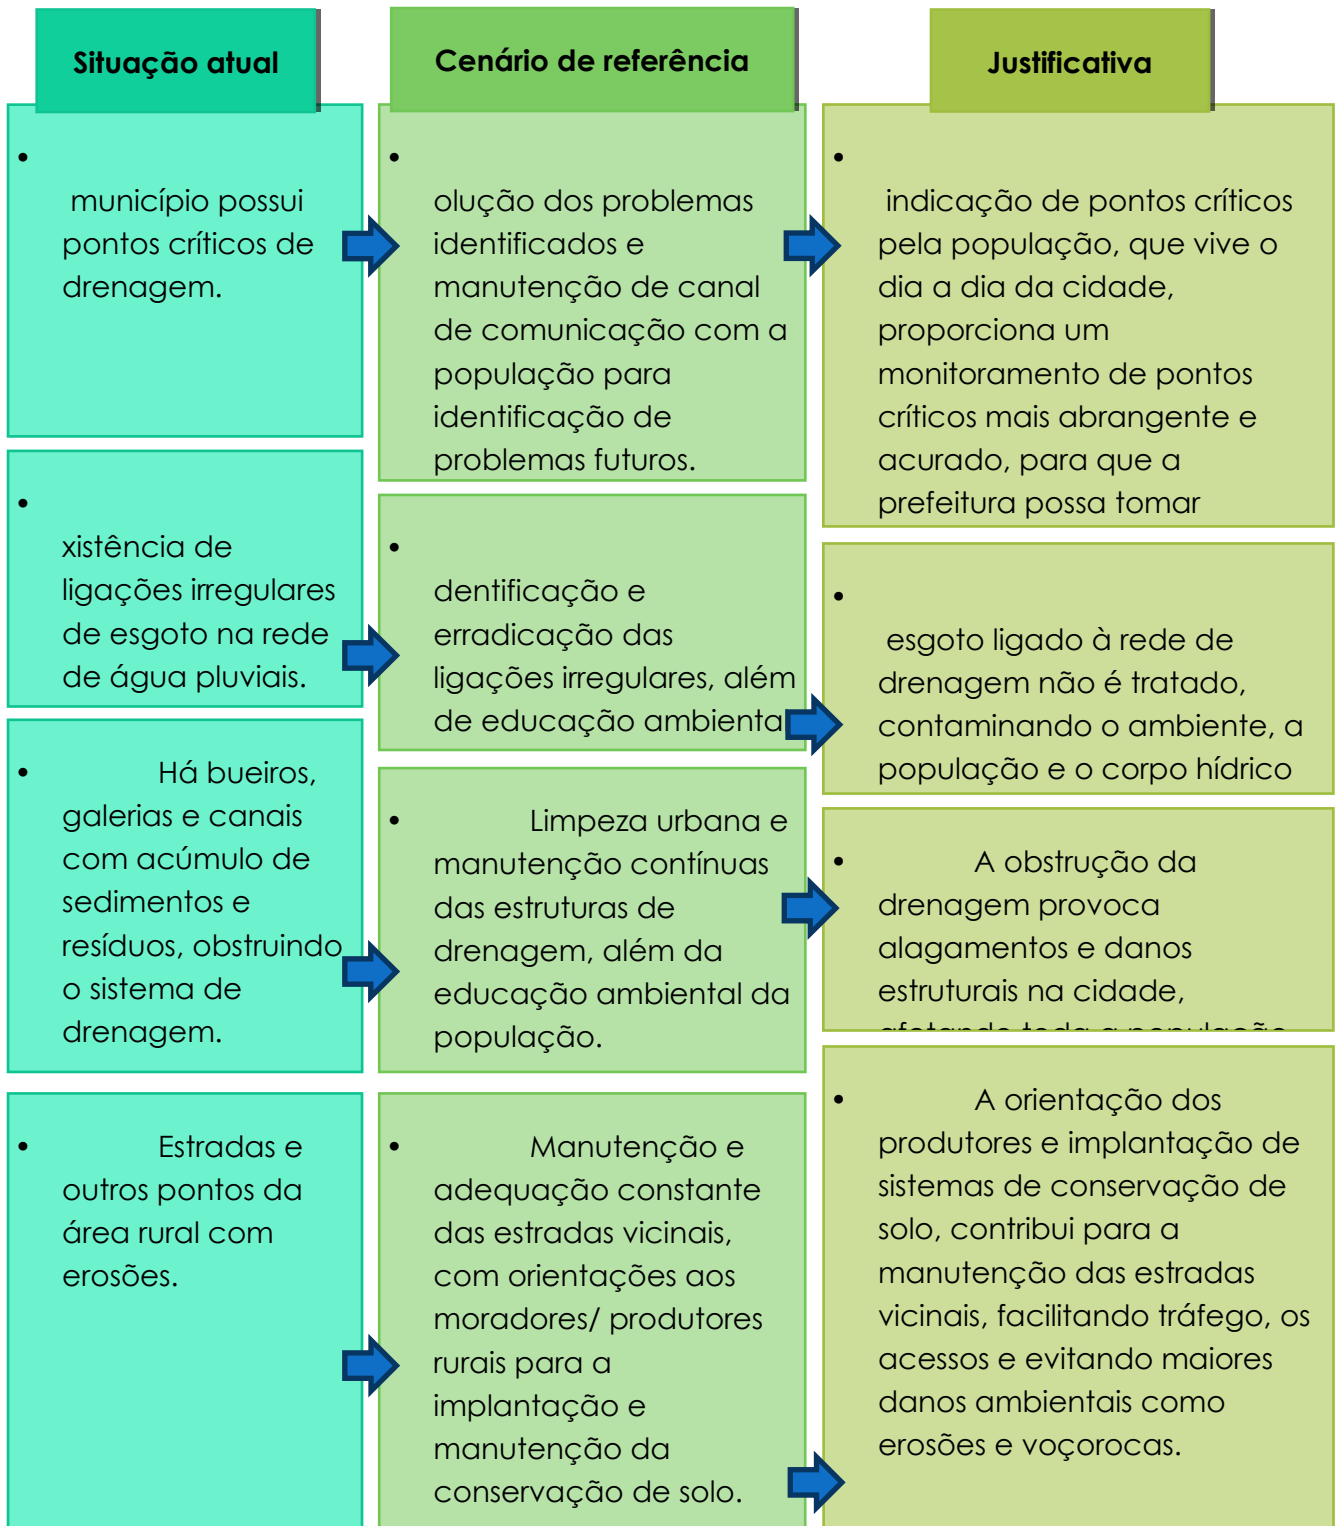 Situação atual
Cenário de referência
Justificativa
•
município possui
pontos críticos de
drenagem.
•
olução dos problemas
identificados e
manutenção de canal
de comunicação com a
população para
identificação de
problemas futuros.
•
indicação de pontos críticos
pela população, que vive o
dia a dia da cidade,
proporciona um
monitoramento de pontos
críticos mais abrangente e
acurado, para que a
prefeitura possa tomar
•
xistência de
ligações irregulares
de esgoto na rede
de água pluviais.
•
dentificação e
erradicação das
ligações irregulares, além
de educação ambienta
•
esgoto ligado à rede de
drenagem não é tratado,
contaminando o ambiente, a
população e o corpo hídrico
• Há bueiros,
galerias e canais
com acúmulo de
sedimentos e
resíduos, obstruindo
o sistema de
drenagem.
• Limpeza urbana e
manutenção contínuas
das estruturas de
drenagem, além da
educação ambiental da
população.
• A obstrução da
drenagem provoca
alagamentos e danos
estruturais na cidade,
afetando toda a população
• Estradas e
outros pontos da
área rural com
erosões.
• Manutenção e
adequação constante
das estradas vicinais,
com orientações aos
moradores/ produtores
rurais para a
implantação e
manutenção da
conservação de solo.
• A orientação dos
produtores e implantação de
sistemas de conservação de
solo, contribui para a
manutenção das estradas
vicinais, facilitando tráfego, os
acessos e evitando maiores
danos ambientais como
erosões e voçorocas.